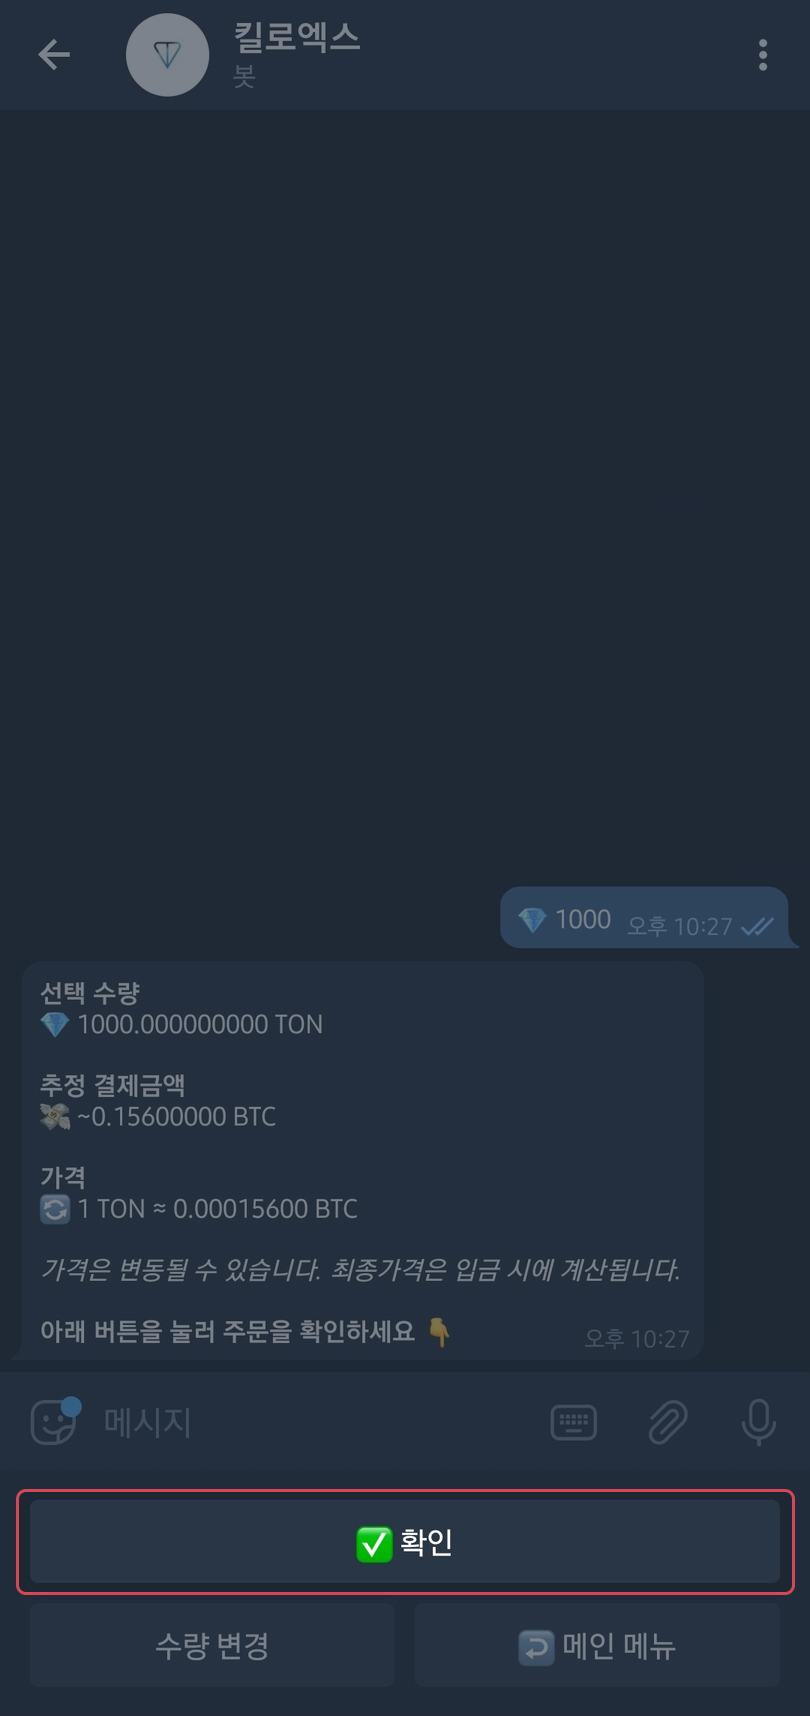 킬로엑스
봇
💎 1000 오후 10:27
선택 수량
💎 1000.000000000 TON
추정 결제금액
💸 ~0.15600000 BTC
가격
🔄 1 TON ≈ 0.00015600 BTC
가격은 변동될 수 있습니다. 최종가격은 입금 시에 계산됩니다.
아래 버튼을 눌러 주문을 확인하세요 👇 오후 10:27
메시지
✅ 확인
수량 변경
↩️ 메인 메뉴